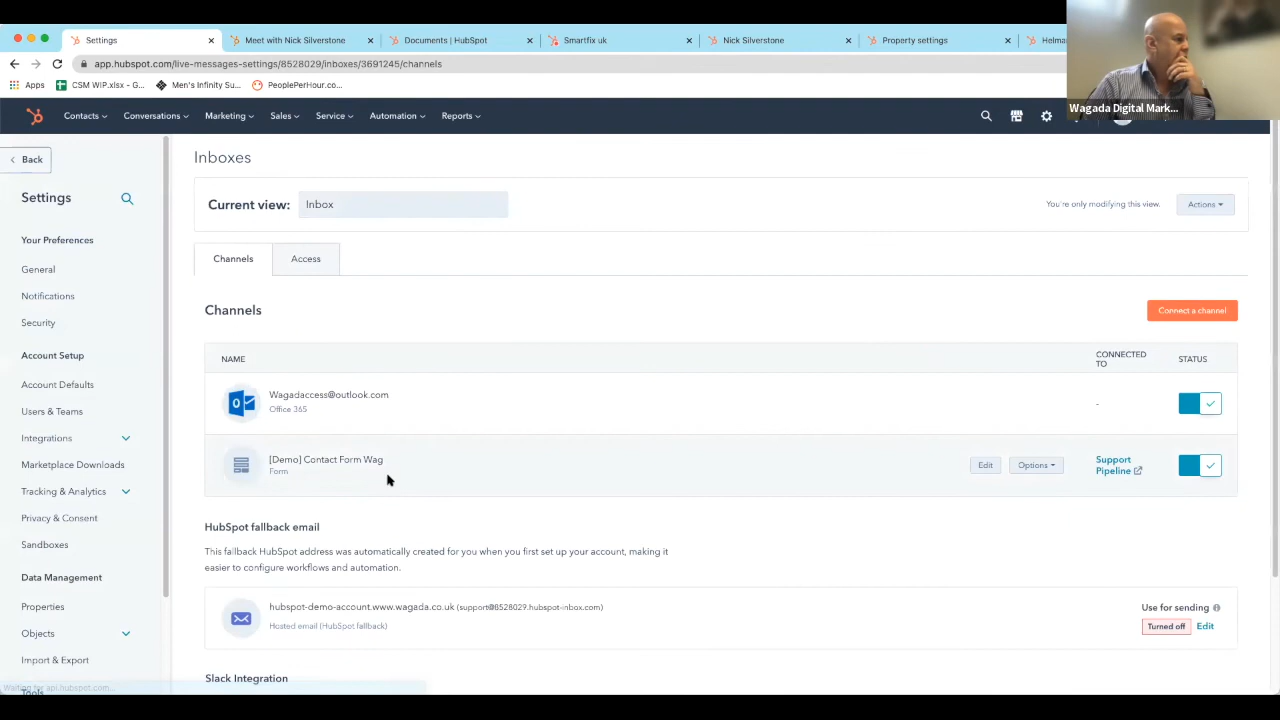 Settings
Meet with Nick Silverstone
Documents | HubSpot
Smartfix uk
Nick Silverstone
Property settings
Helma
app.hubspot.com/live-messages-settings/8528029/inboxes/3691245/channels
Apps
CSM WIP.xlsx - G...
Men's Infinity Su...
PeoplePerHour.co...
Wagada Digital Mark...
Contacts
Conversations
Marketing
Sales
Service
Automation
Reports
Back
Settings
Your Preferences
General
Notifications
Security
Account Setup
Account Defaults
Users & Teams
Integrations
Marketplace Downloads
Tracking & Analytics
Privacy & Consent
Sandboxes
Data Management
Properties
Objects
Import & Export
Tools
Waiting for api.hubspot.com...
Inboxes
Current view:
Inbox
You're only modifying this view.
Actions
Channels
Access
Channels
Connect a channel
NAME
CONNECTED
TO
STATUS
Wagadaccess@outlook.com
Office 365
-
[Demo] Contact Form Wag
Form
Edit
Options
Support
Pipeline
HubSpot fallback email
This fallback HubSpot address was automatically created for you when you first set up your account, making it
easier to configure workflows and automation.
hubspot-demo-account.www.wagada.co.uk (support@8528029.hubspot-inbox.com)
Hosted email (HubSpot fallback)
Use for sending
Turned off
Edit
Slack Integration